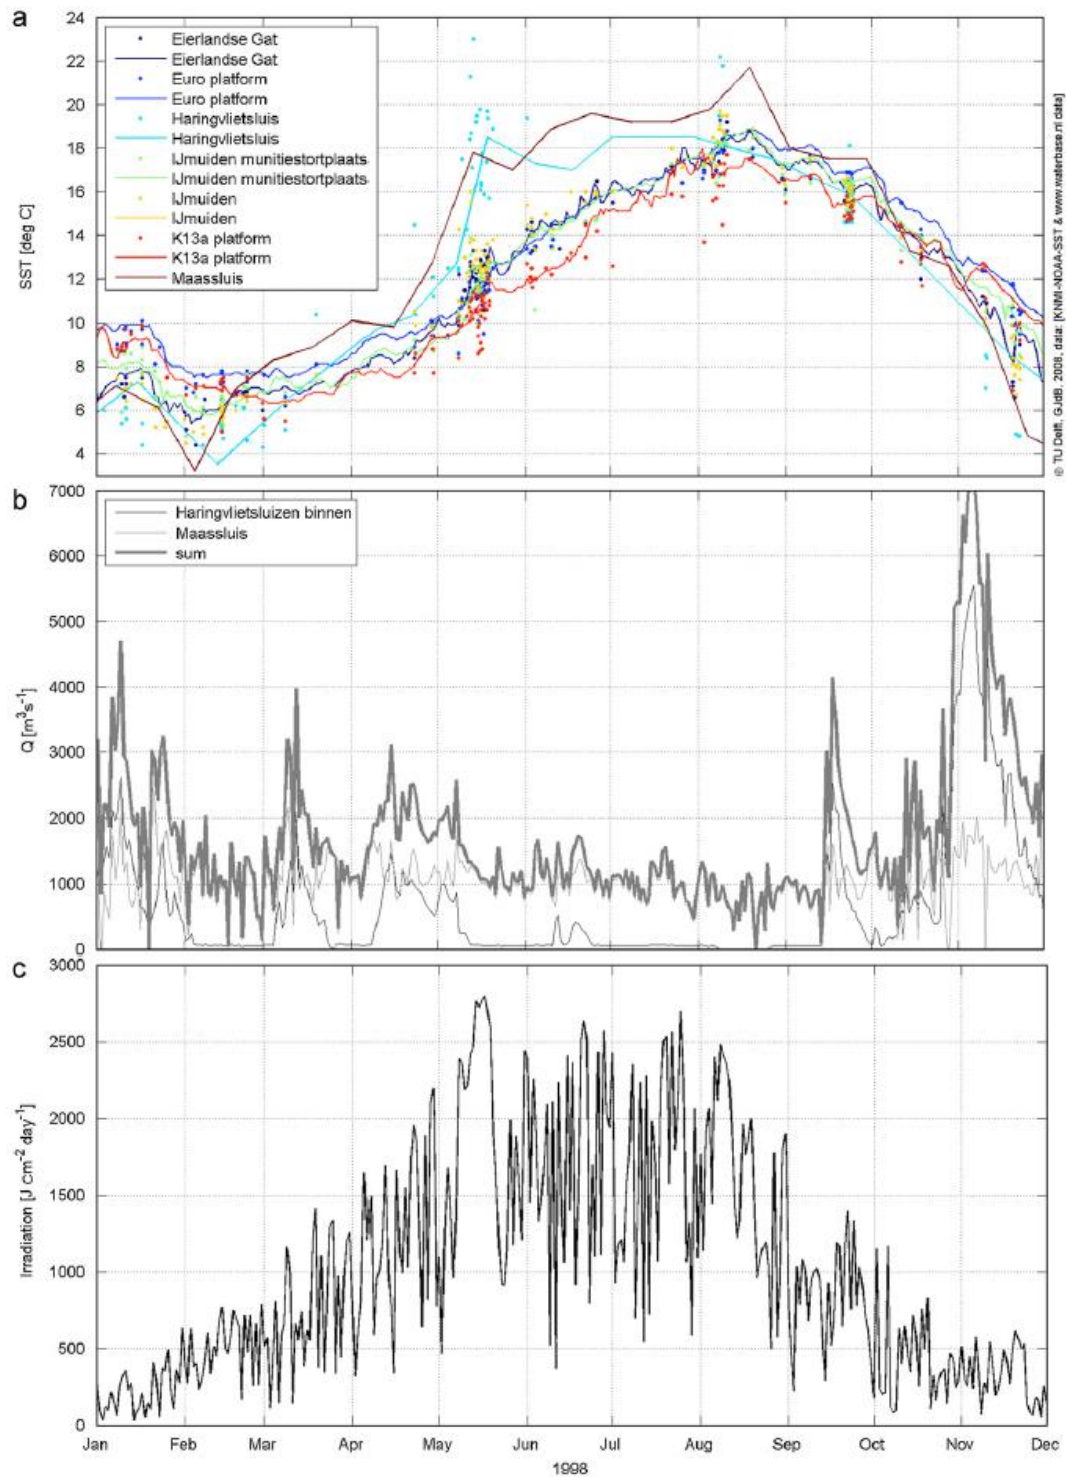 a
24
22
20
18
16
14
12
10
8
6
4
SST [deg C]
Eierlandse Gat
Eierlandse Gat
Euro platform
Euro platform
Haringvlietsluis
Haringvlietsluis
IJmuiden munitiestortplaats
IJmuiden munitiestortplaats
IJmuiden
IJmuiden
K13a platform
K13a platform
Maassluis
© TU Delft, GJdB, 2008, data: [KNMI-NOAA-SST & www.waterbase.nl data]
b
7000
6000
5000
4000
3000
2000
1000
0
Q [m³s⁻¹]
Haringvlietsluizen binnen
Maassluis
sum
c
3000
2500
2000
1500
1000
500
0
Irradiation [J cm⁻² day⁻¹]
Jan Feb Mar Apr May Jun Jul Aug Sep Oct Nov Dec
1998